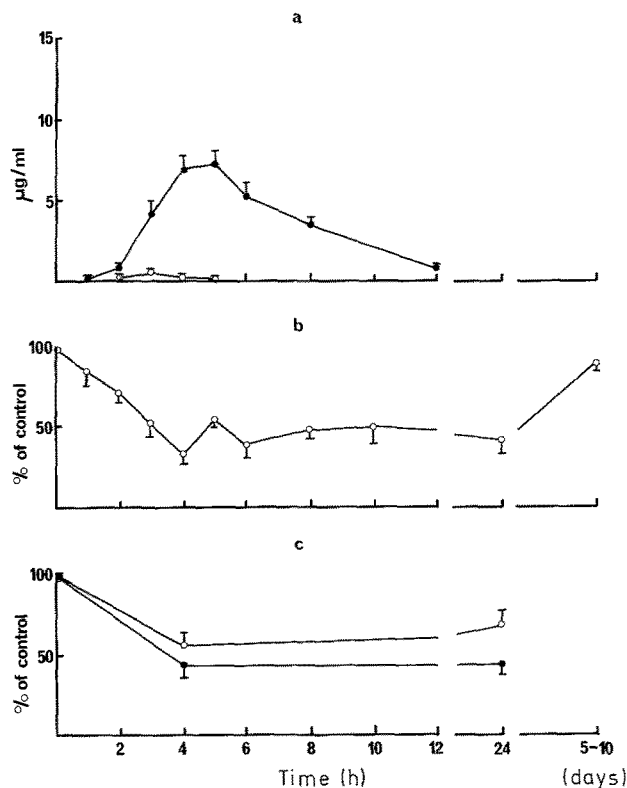 a
15
10
5
µg/ml
b
100
50
% of control
c
100
50
% of control
2 4 6 8 10 12 24 5-10
Time (h) (days)